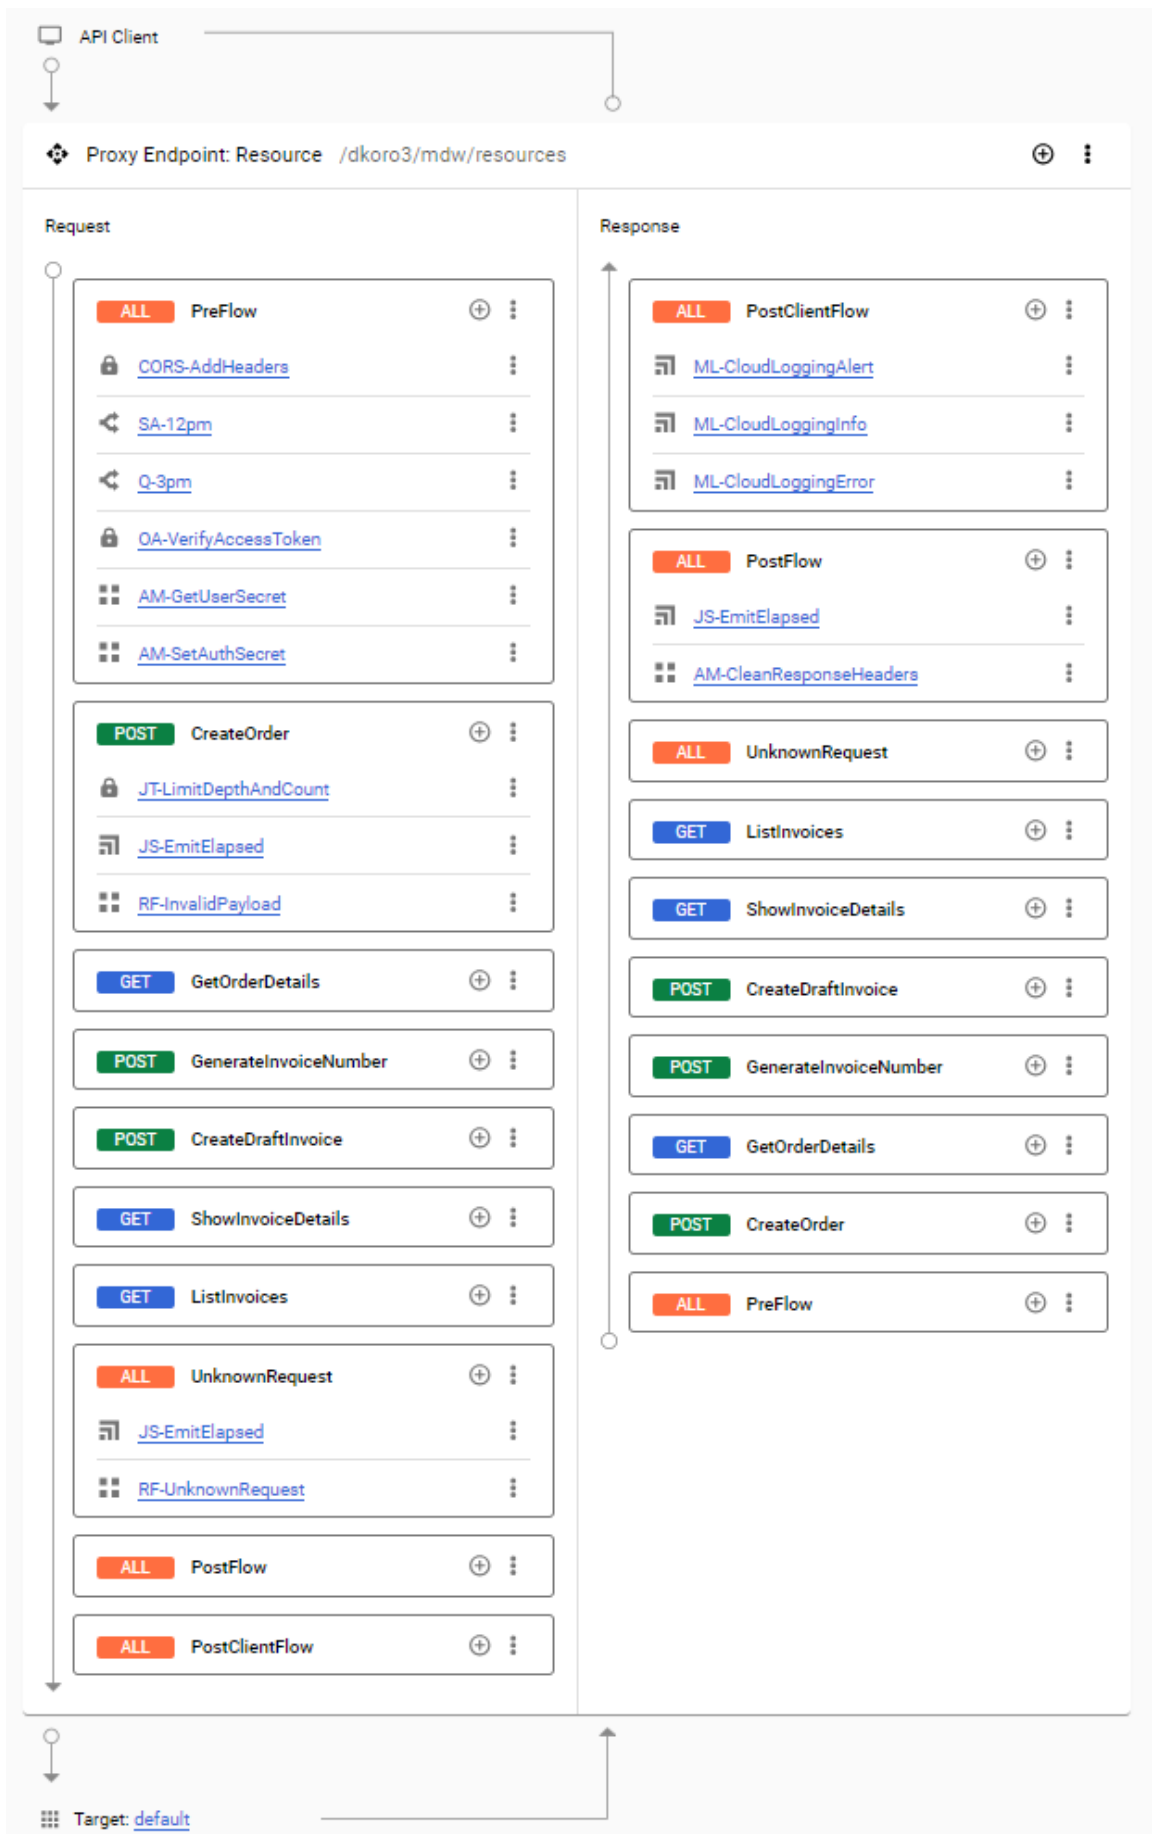 API Client
Proxy Endpoint: Resource /dkoro3/mdw/resources
Request
ALL PreFlow
CORS-AddHeaders
SA-12pm
Q-3pm
OA-VerifyAccessToken
AM-GetUserSecret
AM-SetAuthSecret
POST CreateOrder
JT-LimitDepthAndCount
JS-EmitElapsed
RF-InvalidPayload
GET GetOrderDetails
POST GenerateInvoiceNumber
POST CreateDraftInvoice
GET ShowInvoiceDetails
GET ListInvoices
ALL UnknownRequest
JS-EmitElapsed
RF-UnknownRequest
ALL PostFlow
ALL PostClientFlow
Response
ALL PostClientFlow
ML-CloudLoggingAlert
ML-CloudLoggingInfo
ML-CloudLoggingError
ALL PostFlow
JS-EmitElapsed
AM-CleanResponseHeaders
ALL UnknownRequest
GET ListInvoices
GET ShowInvoiceDetails
POST CreateDraftInvoice
POST GenerateInvoiceNumber
GET GetOrderDetails
POST CreateOrder
ALL PreFlow
Target: default